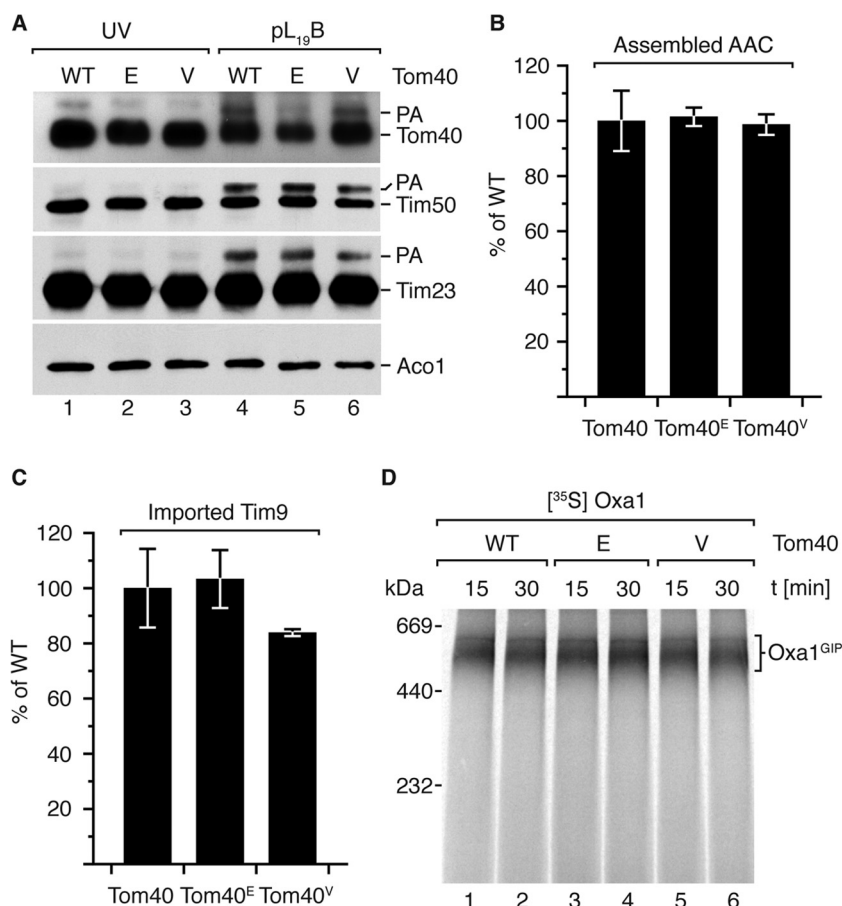 A
UV pL₁₉B
WT E V WT E V Tom40
PA
Tom40
PA
Tim50
PA
Tim23
Aco1
1 2 3 4 5 6
B
Assembled AAC
% of WT
120
100
80
60
40
20
Tom40 Tom40ᴱ Tom40ⱽ
C
Imported Tim9
% of WT
120
100
80
60
40
20
Tom40 Tom40ᴱ Tom40ⱽ
D
[³⁵S] Oxa1
WT E V Tom40
kDa 15 30 15 30 15 30 t [min]
669
Oxa1ᴳᴵᴾ
440
232
1 2 3 4 5 6